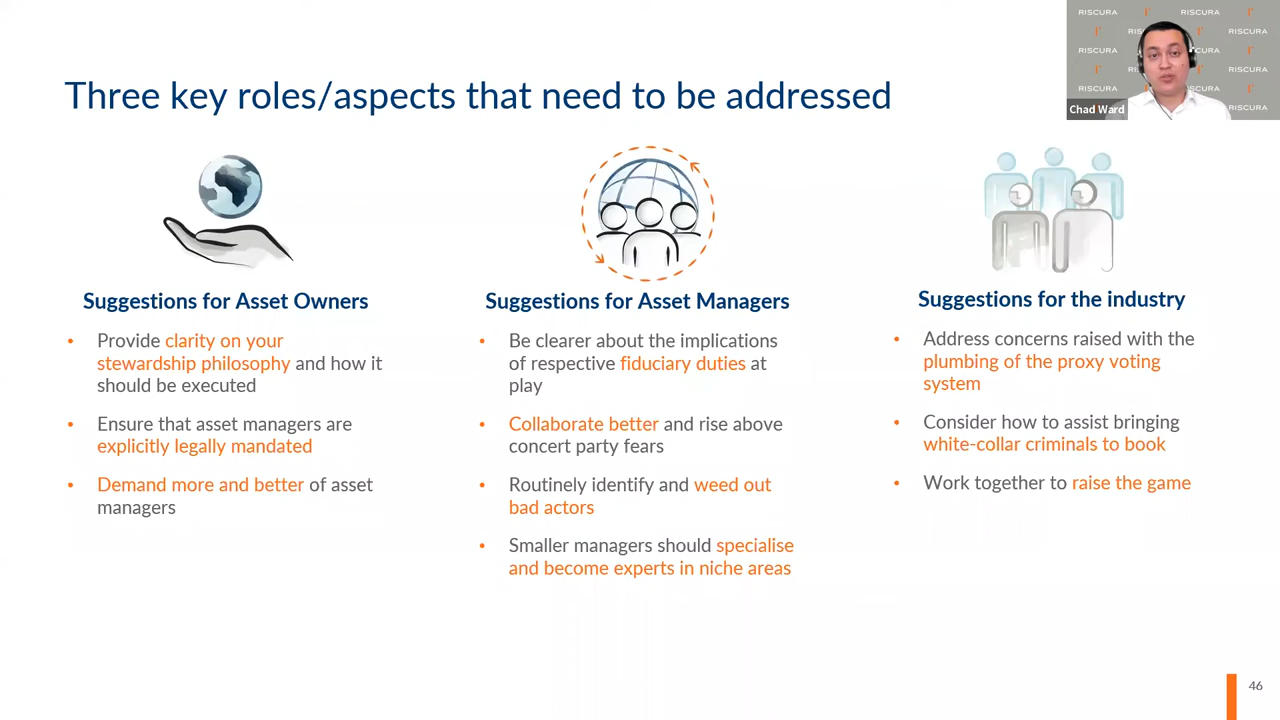 Three key roles/aspects that need to be addressed
RISCURA
RISCURA
RISCURA
RISCURA
RISCURA
RISCURA
Chad Ward
Suggestions for Asset Owners
• Provide clarity on your
stewardship philosophy and how it
should be executed
• Ensure that asset managers are
explicitly legally mandated
• Demand more and better of asset
managers
Suggestions for Asset Managers
• Be clearer about the implications
of respective fiduciary duties at
play
• Collaborate better and rise above
concert party fears
• Routinely identify and weed out
bad actors
• Smaller managers should specialise
and become experts in niche areas
Suggestions for the industry
• Address concerns raised with the
plumbing of the proxy voting
system
• Consider how to assist bringing
white-collar criminals to book
• Work together to raise the game
46